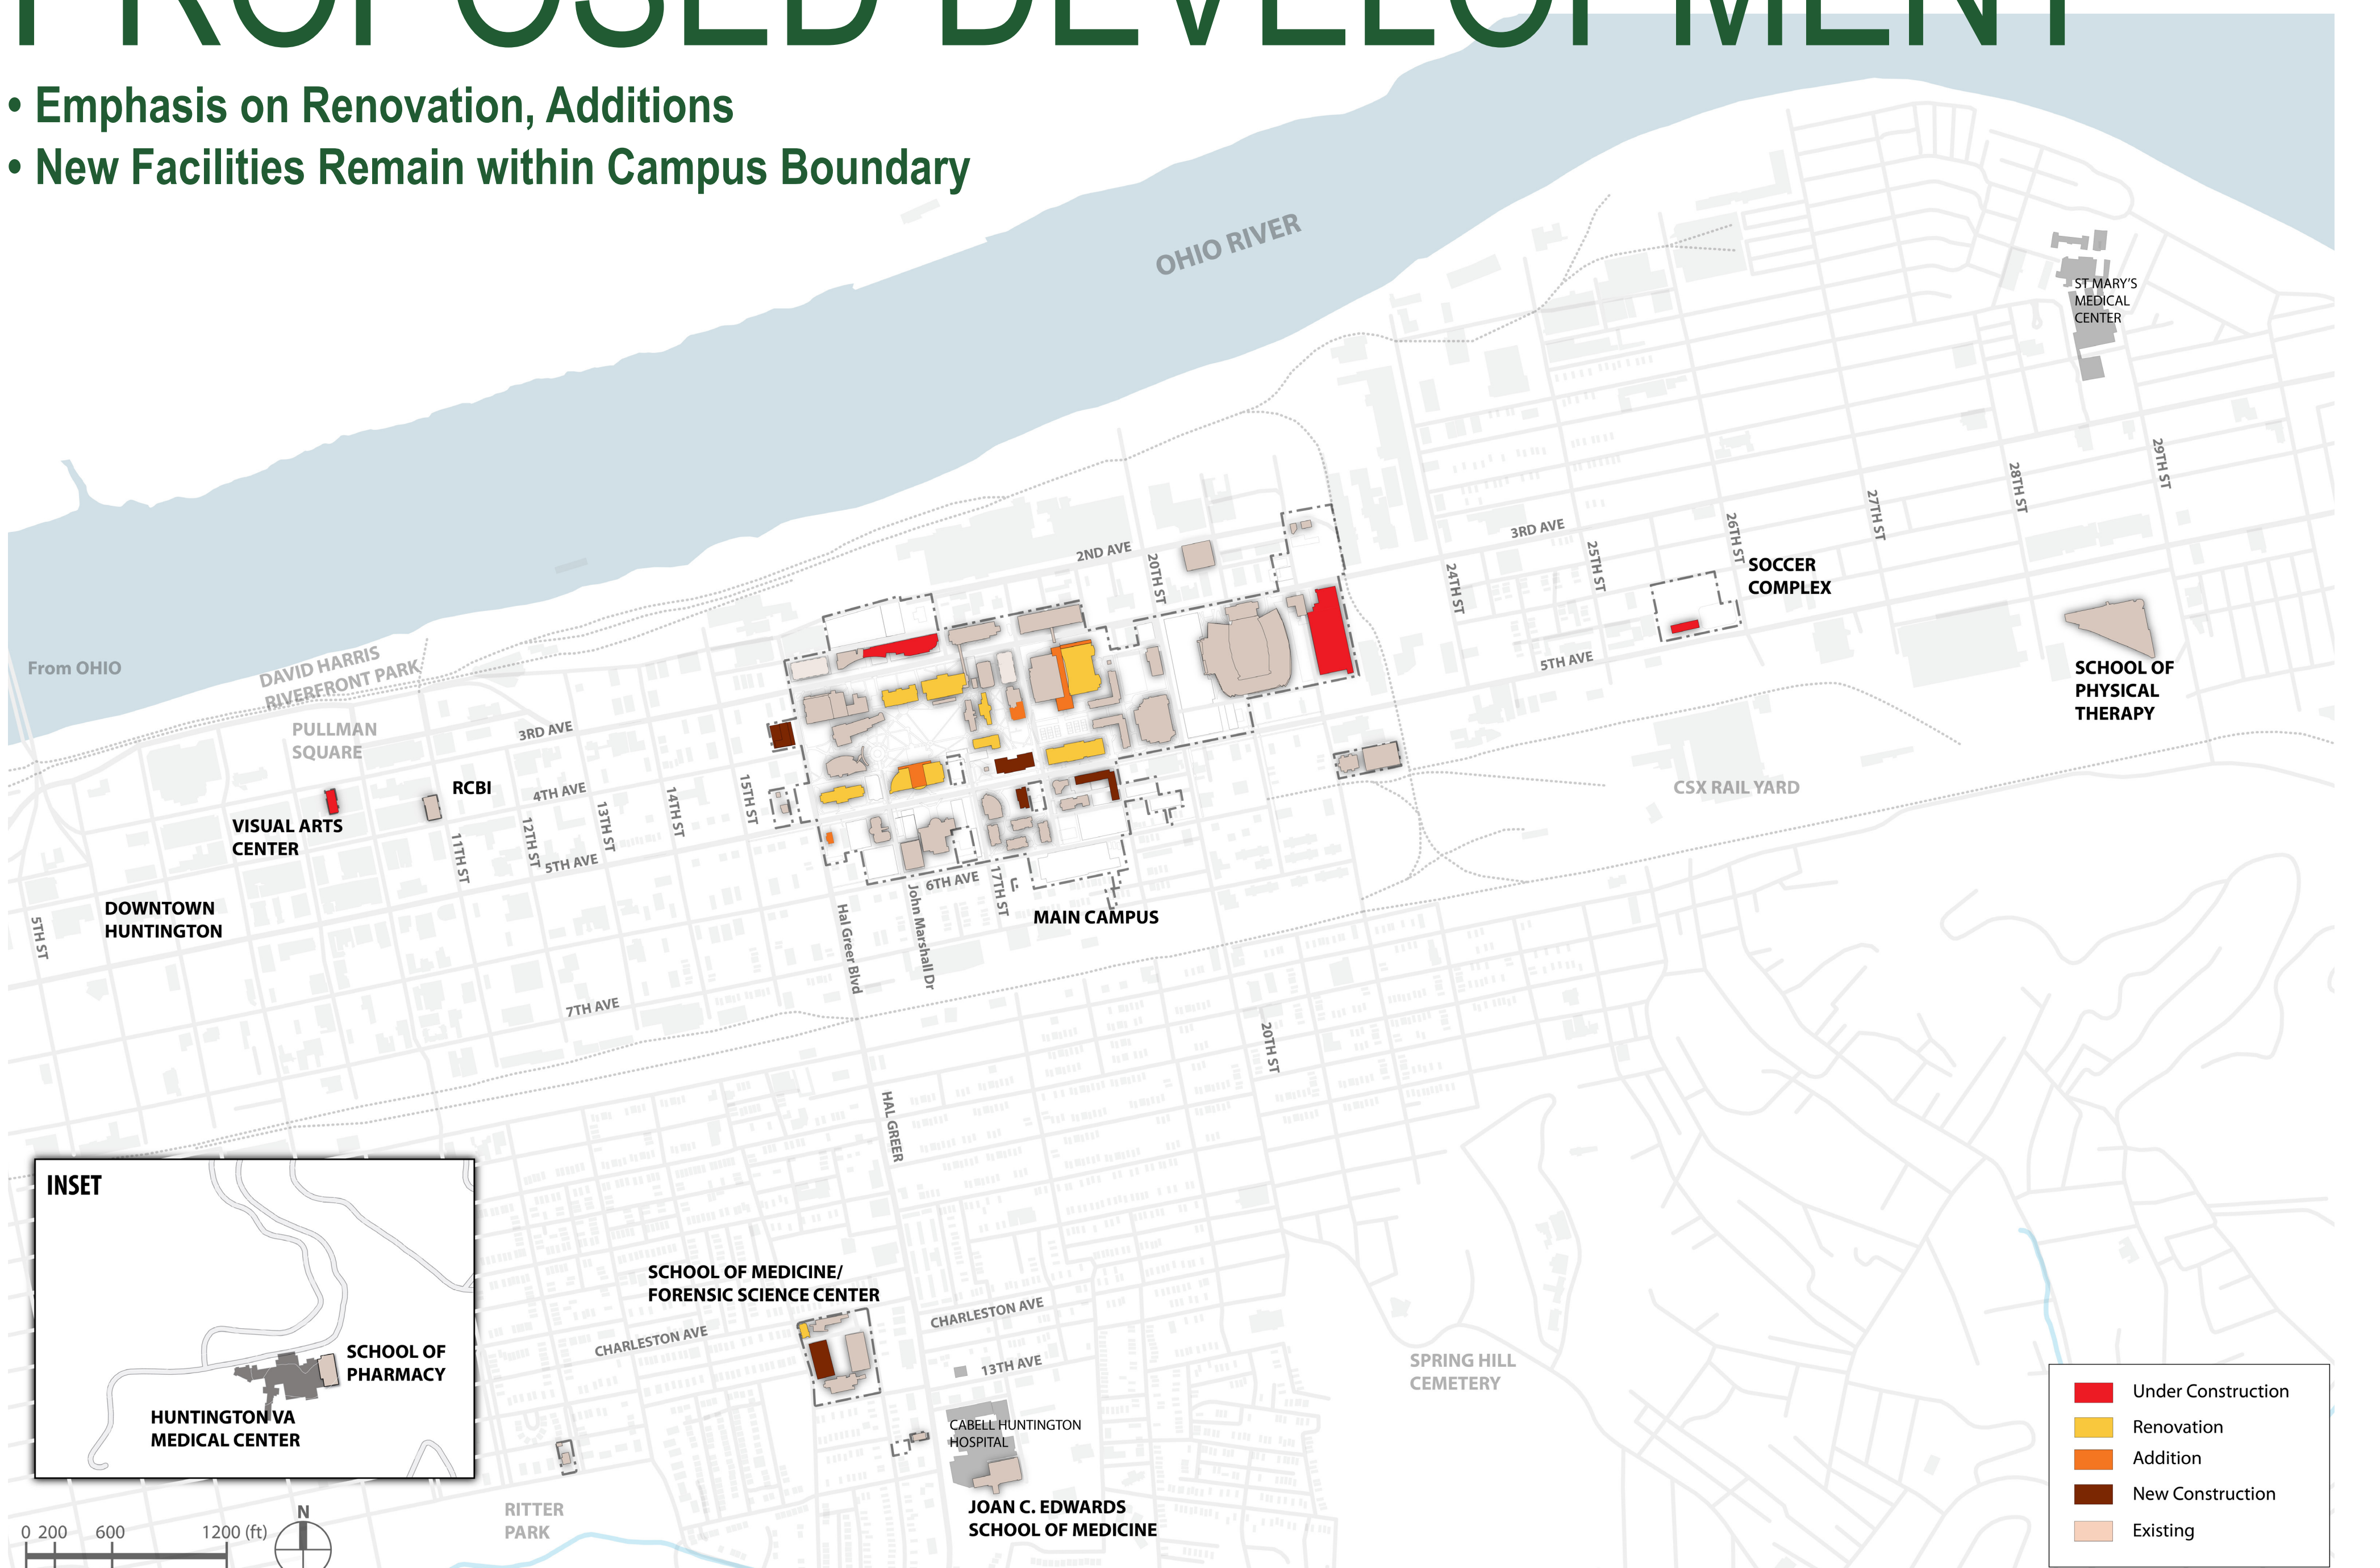 PROPOSED DEVELOPMENT
• Emphasis on Renovation, Additions
• New Facilities Remain within Campus Boundary
OHIO RIVER
ST MARY'S
MEDICAL
CENTER
29TH ST
28TH ST
27TH ST
26TH ST
25TH ST
24TH ST
3RD AVE
2ND AVE
20TH ST
SOCCER
COMPLEX
5TH AVE
SCHOOL OF
PHYSICAL
THERAPY
CSX RAIL YARD
From OHIO
DAVID HARRIS
RIVERFRONT PARK
PULLMAN
SQUARE
3RD AVE
RCBI
4TH AVE
VISUAL ARTS
CENTER
11TH ST
12TH ST
13TH ST
14TH ST
15TH ST
5TH AVE
DOWNTOWN
HUNTINGTON
5TH ST
6TH AVE
17TH ST
MAIN CAMPUS
Hal Greer Blvd
John Marshall Dr
7TH AVE
20TH ST
HAL GREER
INSET
SCHOOL OF
PHARMACY
HUNTINGTON VA
MEDICAL CENTER
SCHOOL OF MEDICINE/
FORENSIC SCIENCE CENTER
CHARLESTON AVE
CHARLESTON AVE
13TH AVE
CABELL HUNTINGTON
HOSPITAL
SPRING HILL
CEMETERY
RITTER
PARK
JOAN C. EDWARDS
SCHOOL OF MEDICINE
N
0 200 600 1200 (ft)
Under Construction
Renovation
Addition
New Construction
Existing